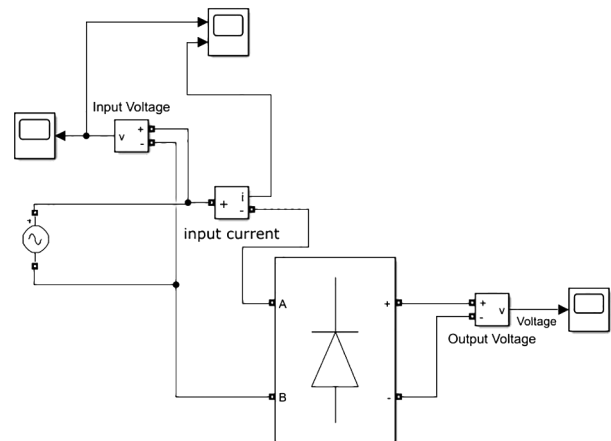 Input Voltage
v
+
-
+
i
-
input current
A
+
+
v
-
Voltage
Output Voltage
B
-